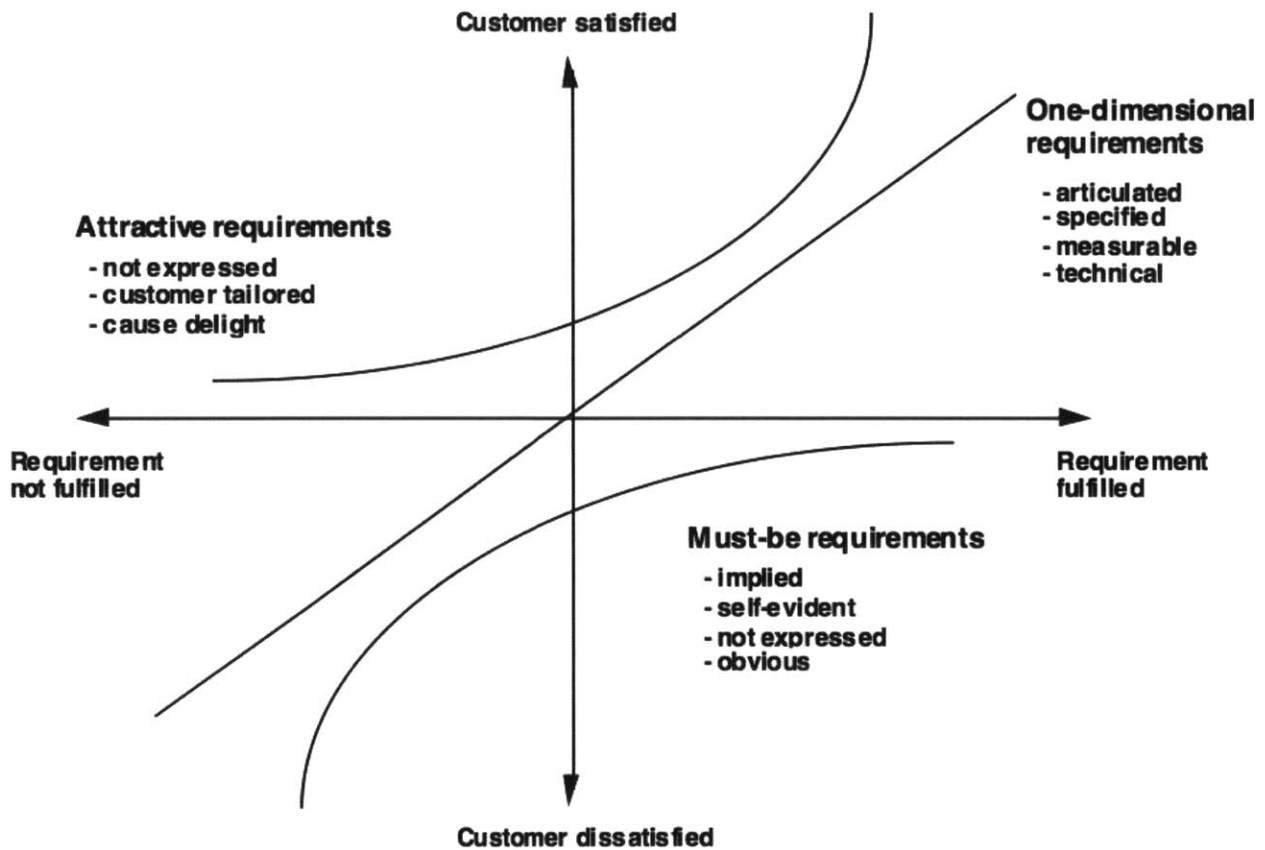 Customer satisfied
One-dimensional
requirements
- articulated
- specified
- measurable
- technical
Attractive requirements
- not expressed
- customer tailored
- cause delight
Requirement
not fulfilled
Requirement
fulfilled
Must-be requirements
- implied
- self-evident
- not expressed
- obvious
Customer dissatisfied